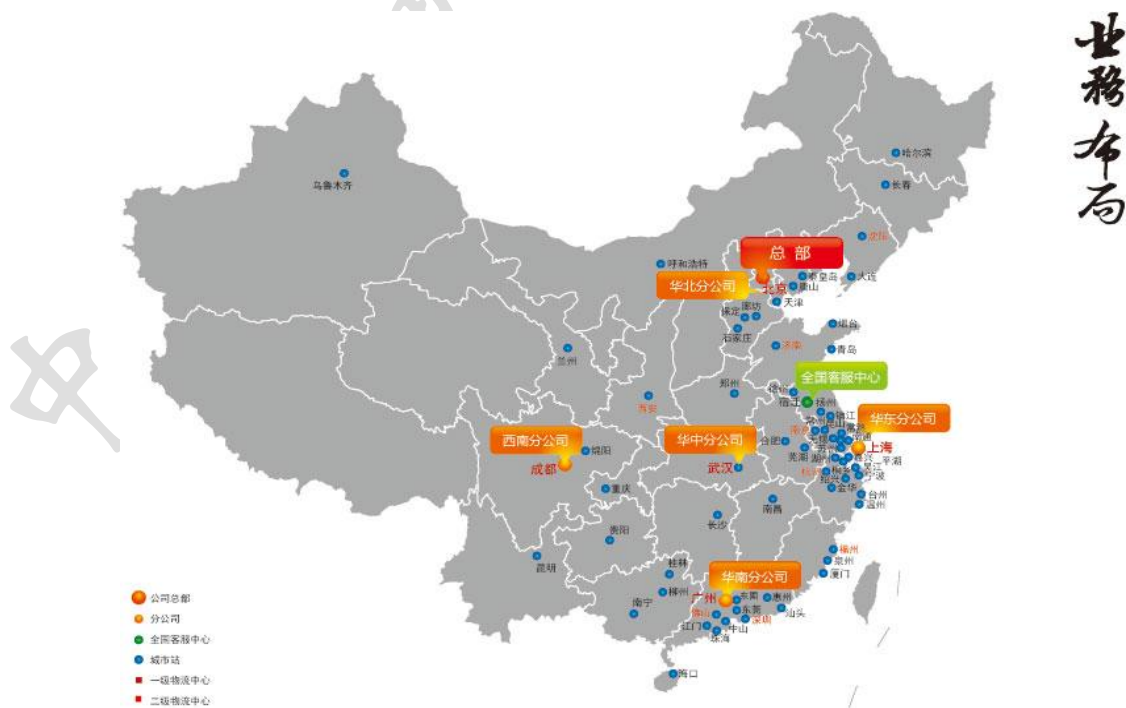 业務布局
哈尔滨
长春
乌鲁木齐
沈阳
总部
呼和浩特
秦皇岛
大连
华北分公司
北京
唐山
天津
保定
廊坊
石家庄
烟台
济南
青岛
兰州
全国客服中心
郑州
徐州
西安
宿迁
扬州
华东分公司
西南分公司
华中分公司
绵阳
合肥
上海
成都
武汉
芜湖
嘉兴
平湖
吴江
宁波
绍兴
重庆
金华
台州
南昌
温州
长沙
贵阳
福州
昆明
泉州
桂林
厦门
华南分公司
柳州
广州
惠州
南宁
佛山
东莞
汕头
深圳
江门
中山
珠海
海口
公司总部
分公司
全国客服中心
城市站
一级物流中心
二级物流中心
中